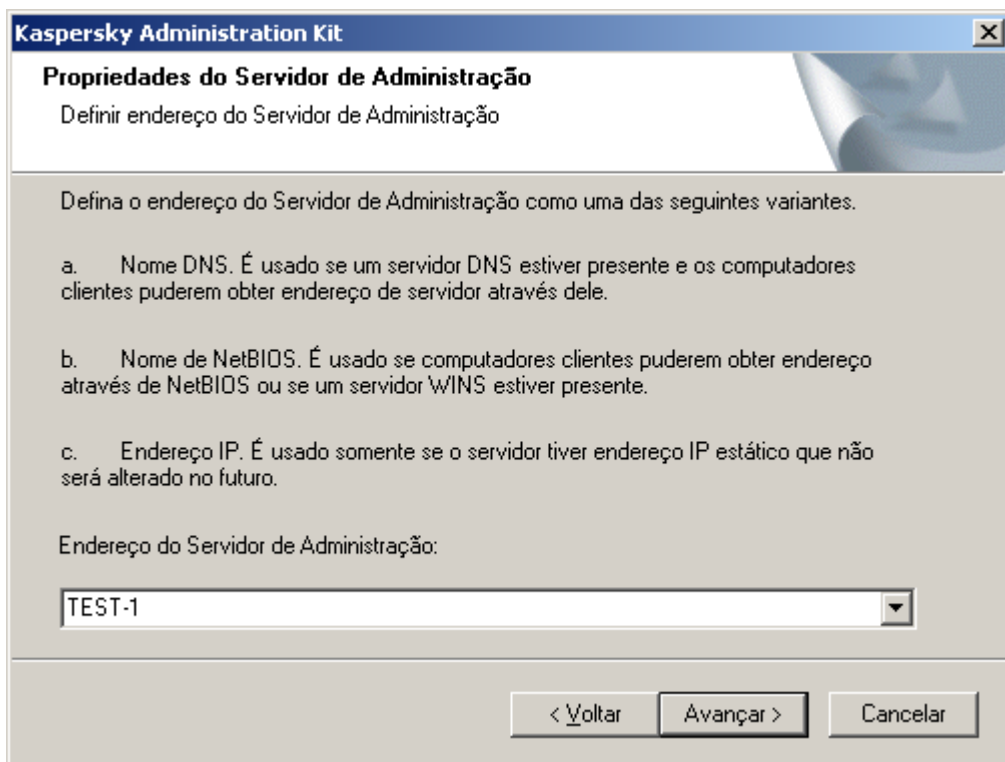 Kaspersky Administration Kit
Propriedades do Servidor de Administração
Definir endereço do Servidor de Administração
Defina o endereço do Servidor de Administração como uma das seguintes variantes.
a. Nome DNS. É usado se um servidor DNS estiver presente e os computadores
clientes puderem obter endereço de servidor através dele.
b. Nome de NetBIOS. É usado se computadores clientes puderem obter endereço
através de NetBIOS ou se um servidor WINS estiver presente.
c. Endereço IP. É usado somente se o servidor tiver endereço IP estático que não
será alterado no futuro.
Endereço do Servidor de Administração:
TEST-1
< Voltar
Avançar >
Cancelar